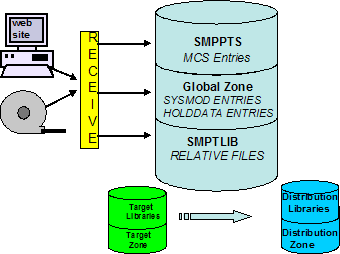 web
site
RECEIVE
SMPPTS
MCS Entries
Global Zone
SYSMOD ENTRIES
HOLDDATA ENTRIES
SMPTLIB
RELATIVE FILES
Target
Libraries
Target
Zone
Distribution
Libraries
Distribution
Zone